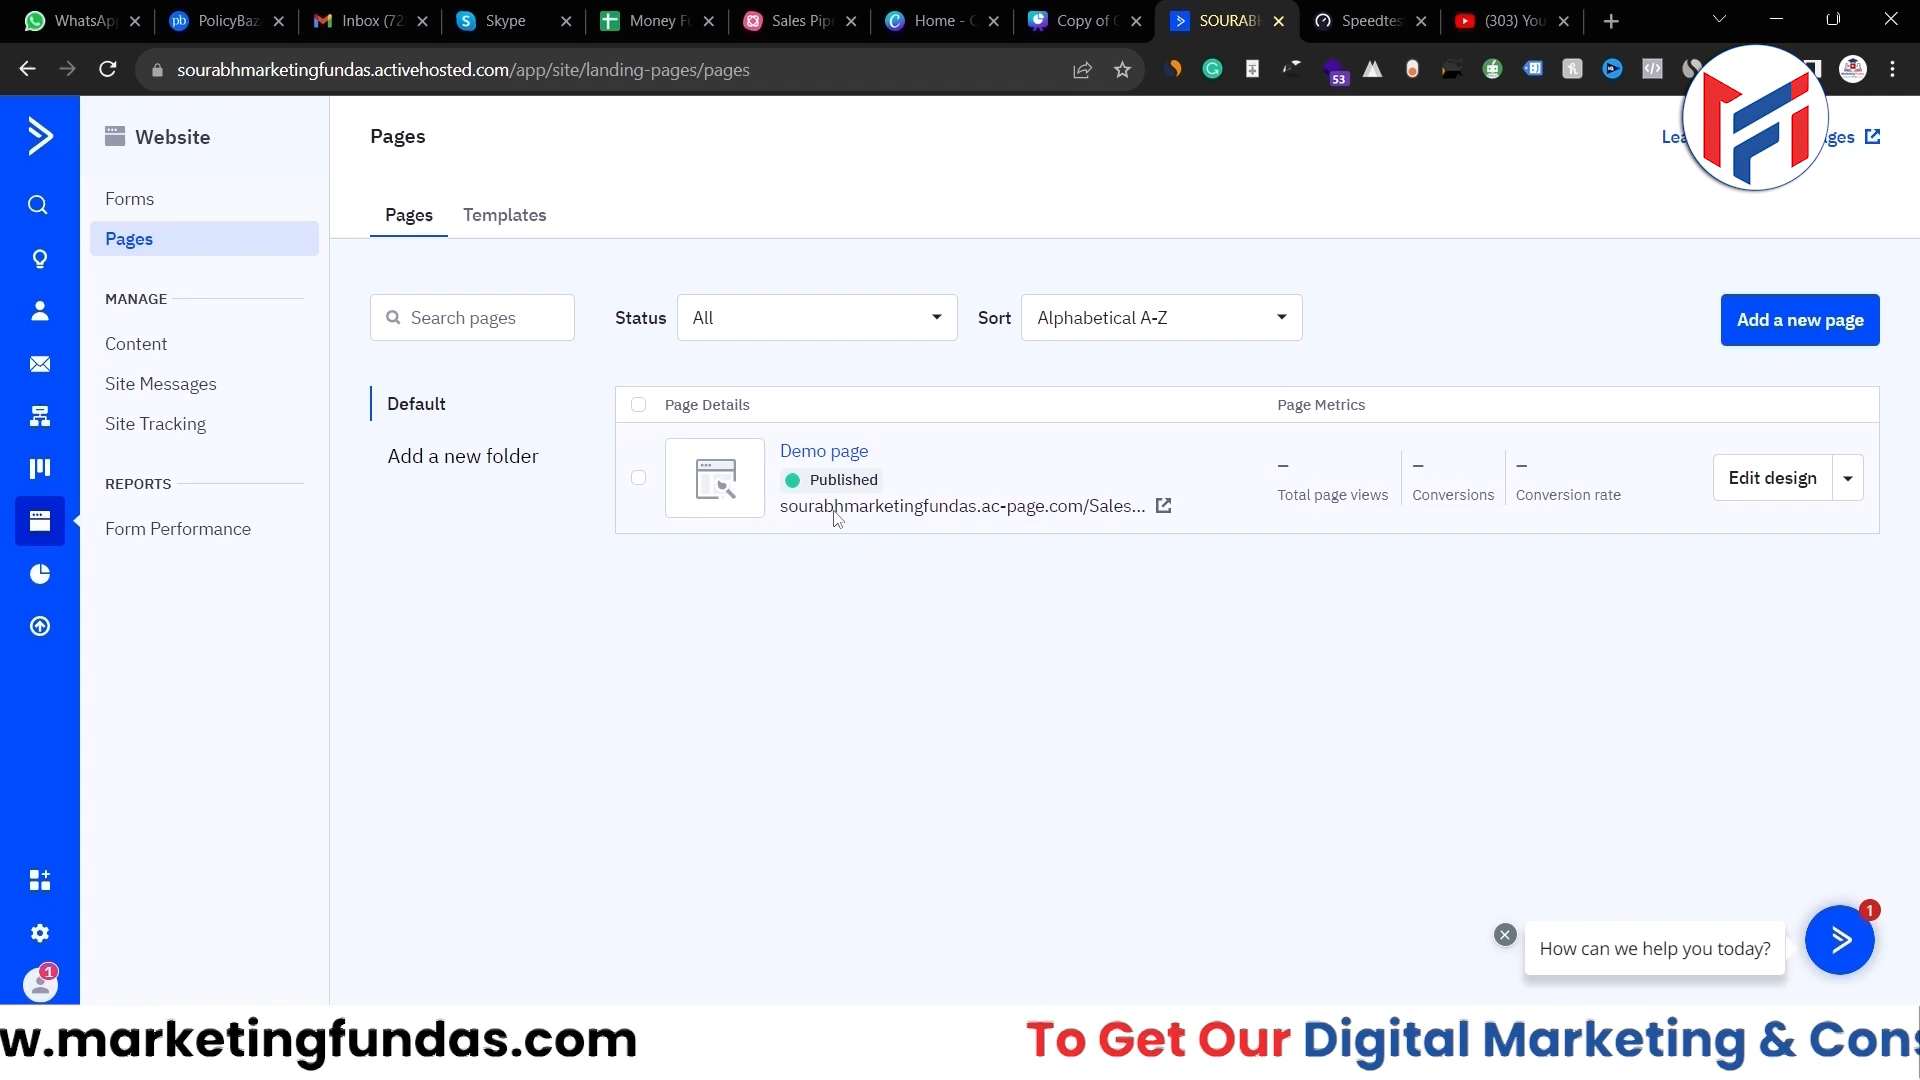 WhatsApp
PolicyBaz
Inbox (72
Skype
Money Fu
Sales Pipe
Home - C
Copy of C
SOURABH
Speedtes
(303) You
sourabhmarketingfundas.activehosted.com/app/site/landing-pages/pages
53
Website
Forms
Pages
MANAGE
Content
Site Messages
Site Tracking
REPORTS
Form Performance
Pages
Pages
Templates
Search pages
Status
All
Sort
Alphabetical A-Z
Add a new page
Default
Add a new folder
Page Details
Page Metrics
Demo page
Published
sourabhmarketingfundas.ac-page.com/Sales...
– Total page views
– Conversions
– Conversion rate
Edit design
How can we help you today?
1
1
w.marketingfundas.com
To Get Our Digital Marketing & Cons